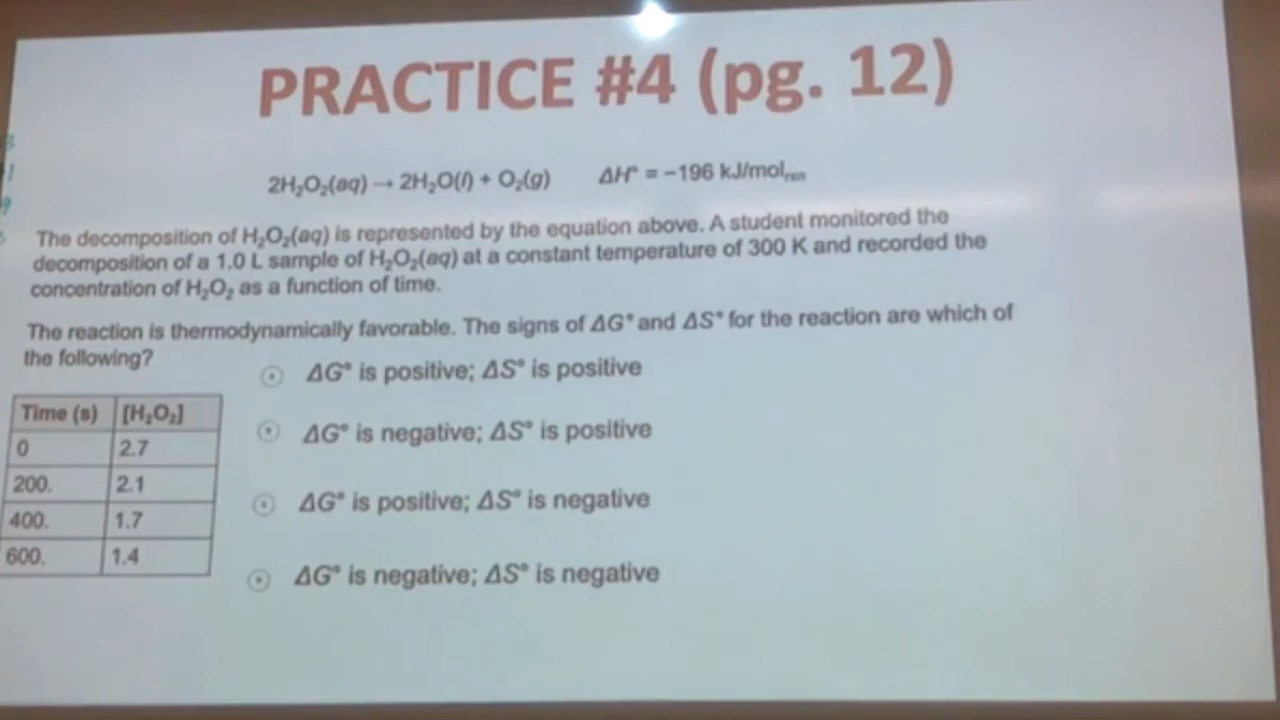 PRACTICE #4 (pg. 12)
2H₂O₂(aq) → 2H₂O(l) + O₂(g) ΔH° = −196 kJ/molᵣₓₙ
The decomposition of H₂O₂(aq) is represented by the equation above. A student monitored the
decomposition of a 1.0 L sample of H₂O₂(aq) at a constant temperature of 300 K and recorded the
concentration of H₂O₂ as a function of time.
The reaction is thermodynamically favorable. The signs of ΔG° and ΔS° for the reaction are which of
the following?
ΔG° is positive; ΔS° is positive
ΔG° is negative; ΔS° is positive
ΔG° is positive; ΔS° is negative
ΔG° is negative; ΔS° is negative
Time (s) [H₂O₂]
0 2.7
200. 2.1
400. 1.7
600. 1.4